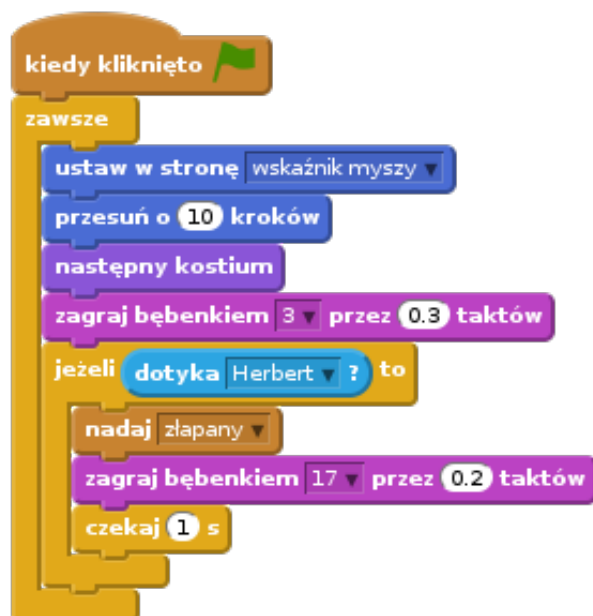 kiedy kliknięto
zawsze
ustaw w stronę wskaźnik myszy
przesuń o 10 kroków
następny kostium
zagraj bębenkiem 3 przez 0.3 taktów
jeżeli dotyka Herbert ? to
nadaj złapany
zagraj bębenkiem 17 przez 0.2 taktów
czekaj 1 s